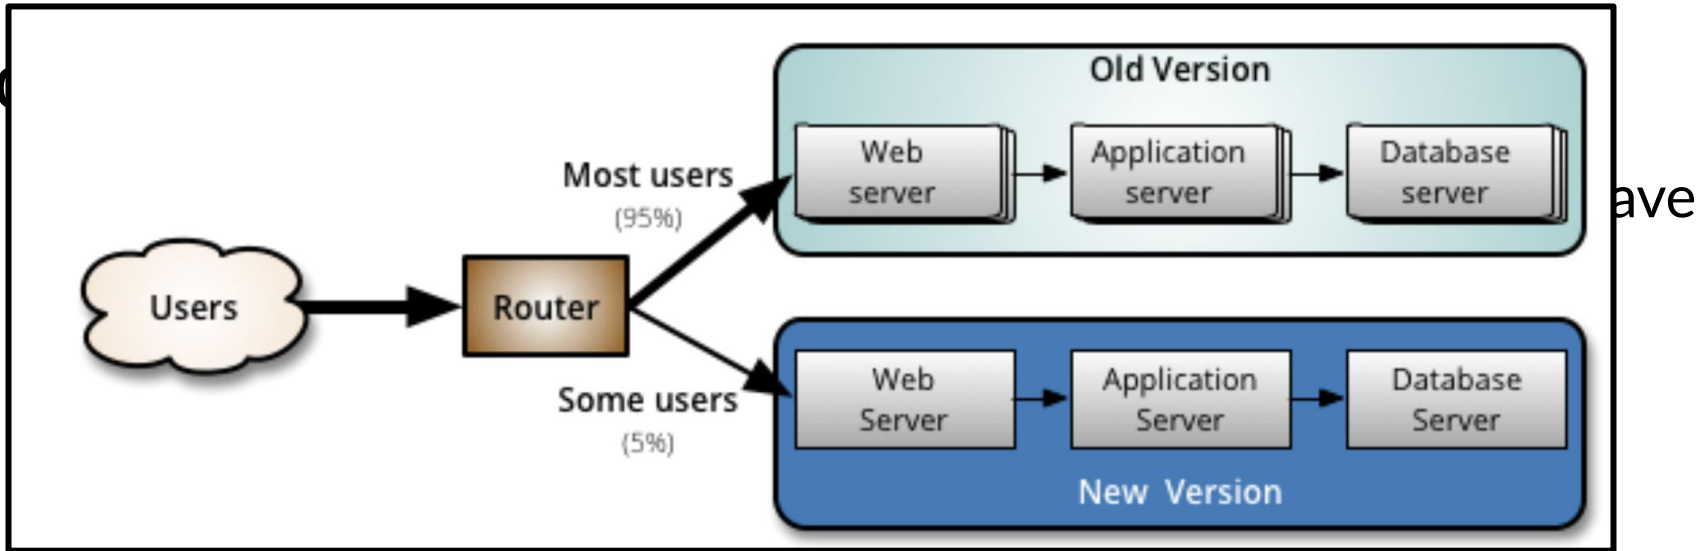 Old Version
Web
server
Application
server
Database
server
Most users
(95%)
ave
Users
Router
Some users
(5%)
Web
Server
Application
Server
Database
Server
New Version